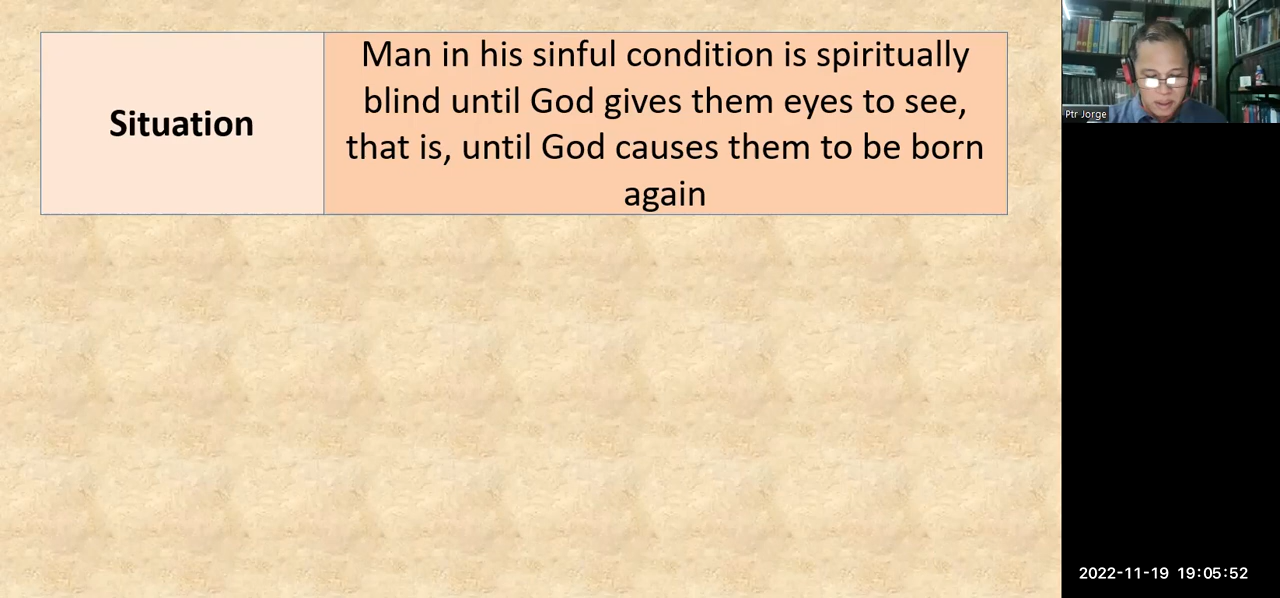 Situation
Man in his sinful condition is spiritually
blind until God gives them eyes to see,
that is, until God causes them to be born
again
Ptr Jorge
2022-11-19 19:05:52